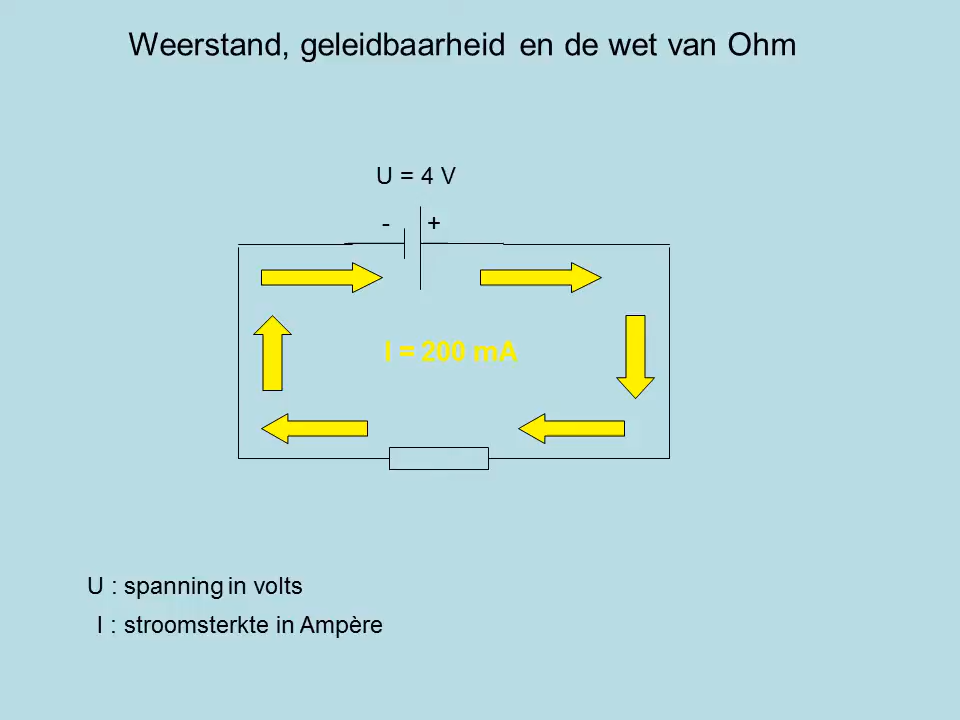 Weerstand, geleidbaarheid en de wet van Ohm
U = 4 V
- +
I = 200 mA
U : spanning in volts
I : stroomsterkte in Ampère